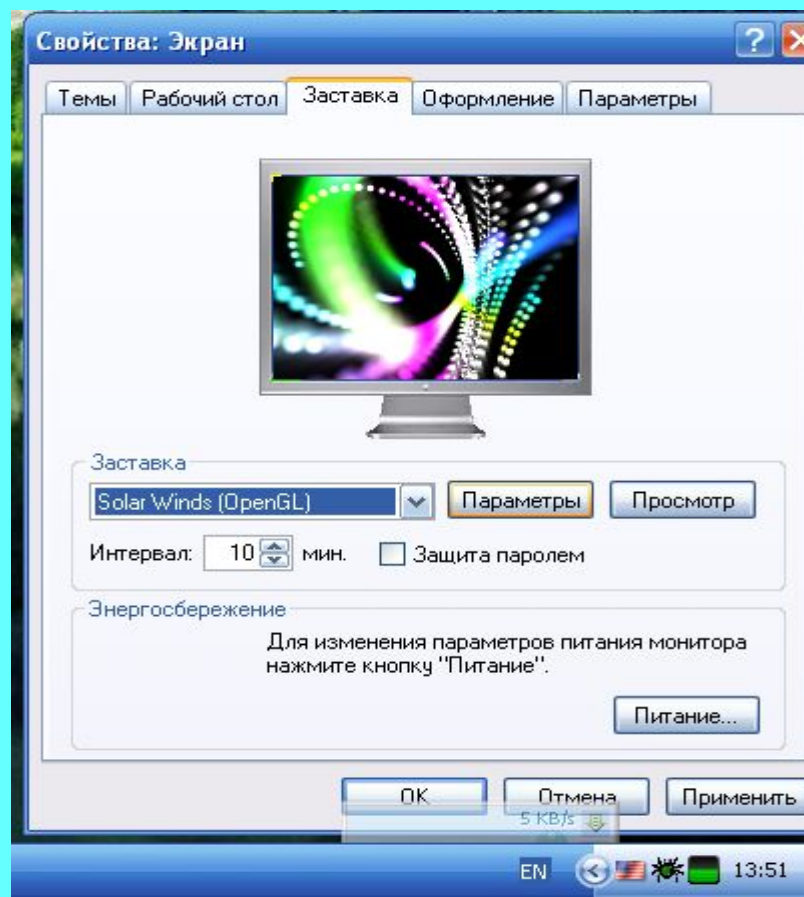 Свойства: Экран
Темы Рабочий стол Заставка Оформление Параметры
Заставка
Solar Winds (OpenGL) Параметры Просмотр
Интервал: 10 мин. Защита паролем
Энергосбережение
Для изменения параметров питания монитора
нажмите кнопку "Питание".
Питание...
OK Отмена Применить
5 KB/s
EN 13:51